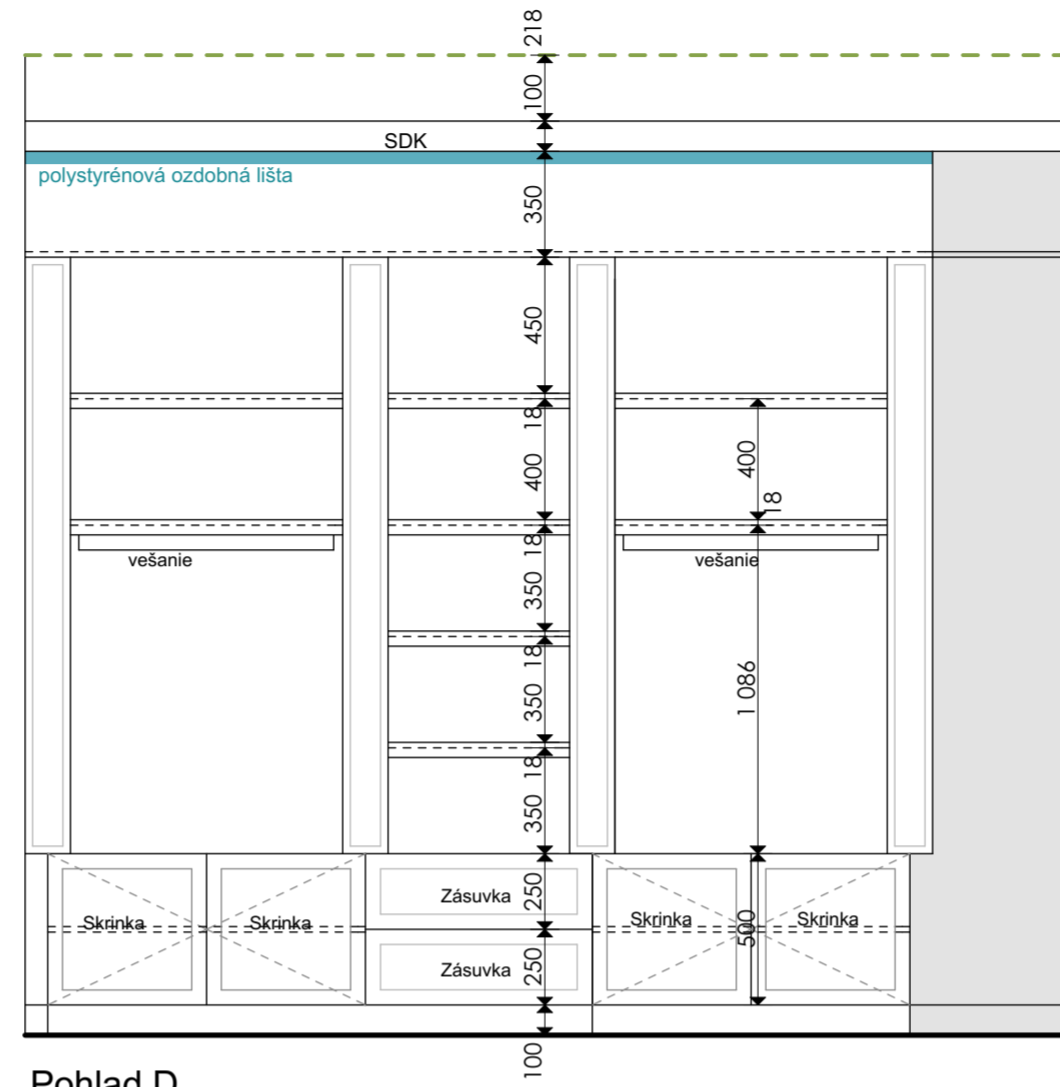 218
100
SDK
polystyrénová ozdobná lišta
350
450
18
400
400
18
18
vešanie
vešanie
350
18
350
1 086
18
350
Skrinka
Skrinka
Zásuvka
250
Skrinka
Skrinka
500
Zásuvka
250
100
Pohlad D